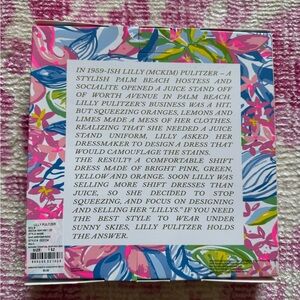 IN 1959-ISH LILLY (MCKIM) PULITZER – A
STYLISH PALM BEACH HOSTESS AND
SOCIALITE OPENED A JUICE STAND OFF
OF WORTH AVENUE IN PALM BEACH.
LILLY PULITZER'S BUSINESS WAS A HIT,
BUT SQUEEZING ORANGES, LEMONS AND
LIMES MADE A MESS OF HER CLOTHES.
REALIZING THAT SHE NEEDED A JUICE
STAND UNIFORM, LILLY ASKED HER
DRESSMAKER TO DESIGN A DRESS THAT
WOULD CAMOUFLAGE THE STAINS.
THE RESULT A COMFORTABLE SHIFT
DRESS MADE OF BRIGHT PINK, GREEN,
YELLOW AND ORANGE. SOON LILLY WAS
SELLING MORE SHIFT DRESSES THAN
JUICE, SO SHE DECIDED TO STOP
SQUEEZING, AND FOCUS ON DESIGNING
AND SELLING HER "LILLYS." IF YOU NEED
THE BEST STYLE TO WEAR UNDER
SUNNY SKIES, LILLY PULITZER HOLDS
THE ANSWER.
LILLY PULITZER